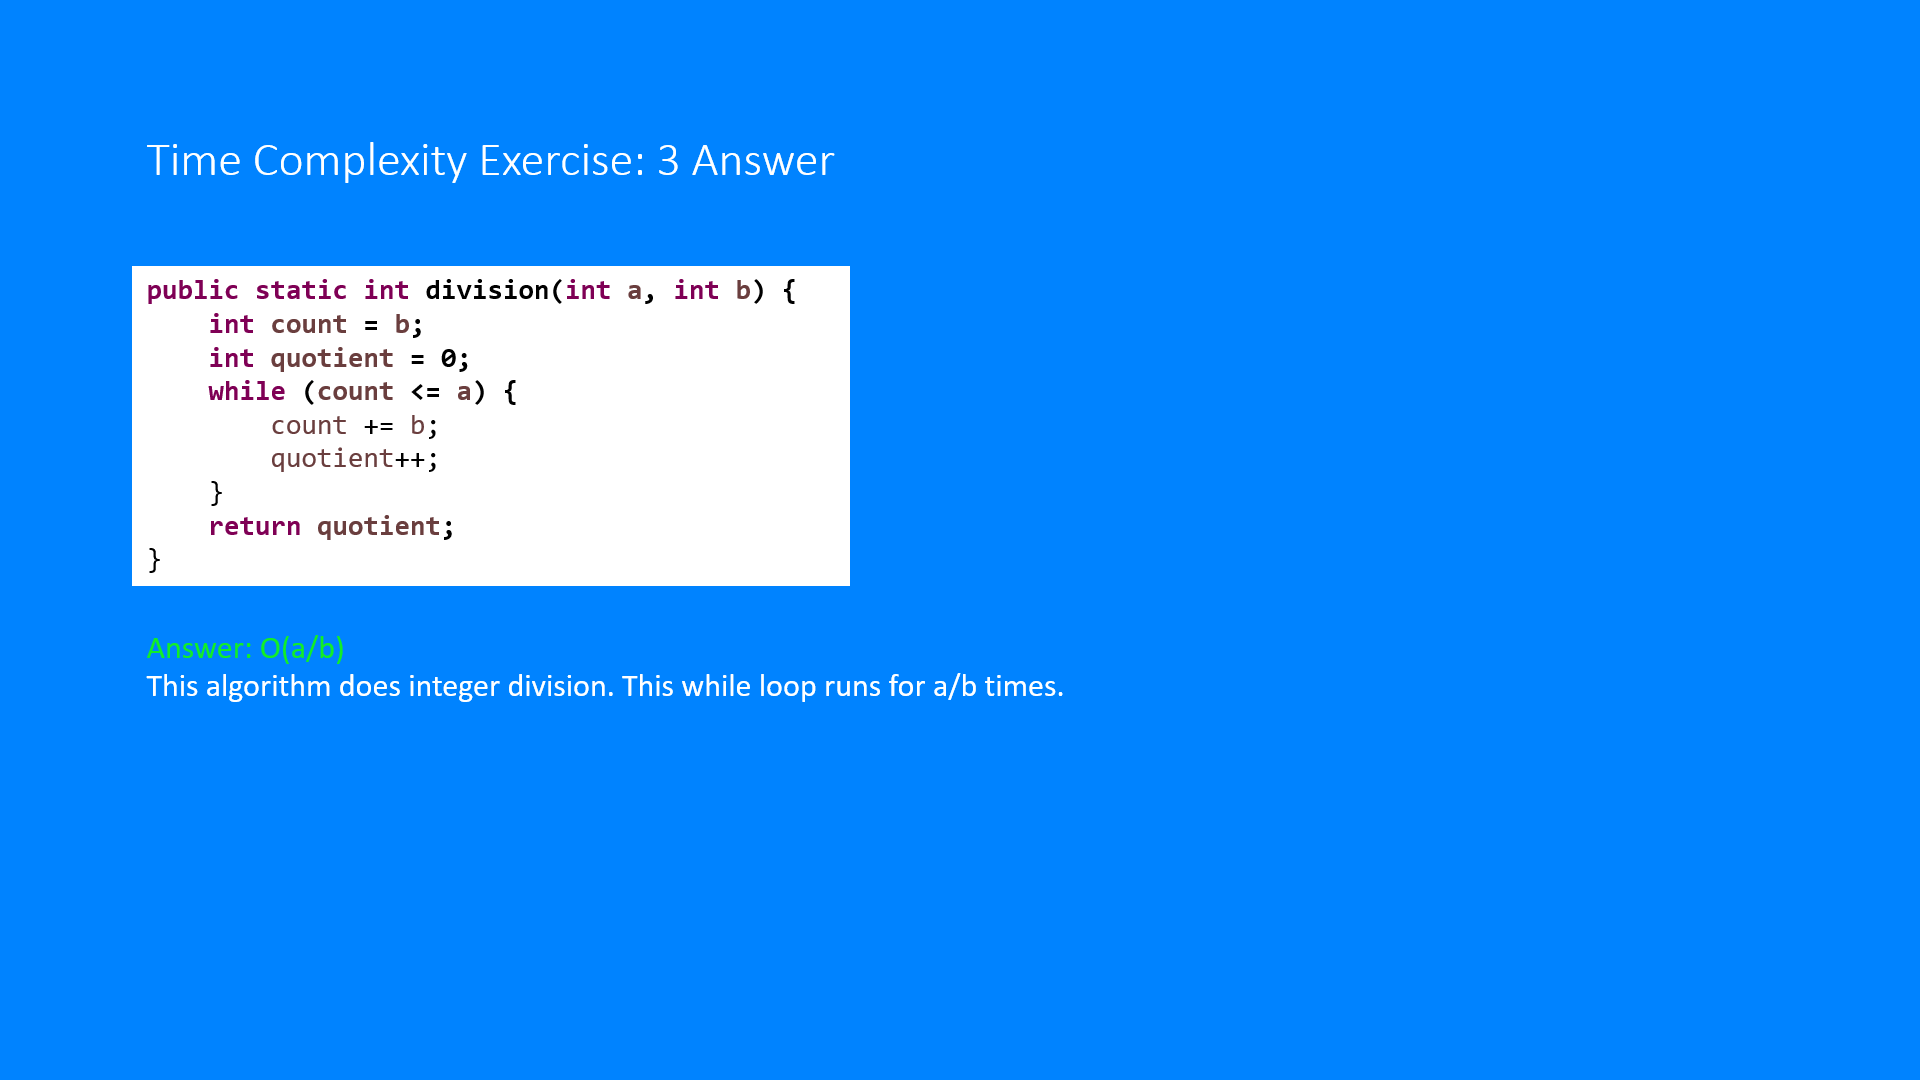 Time Complexity Exercise: 3 Answer
public static int division(int a, int b) {
    int count = b;
    int quotient = 0;
    while (count <= a) {
        count += b;
        quotient++;
    }
    return quotient;
}
Answer: O(a/b)
This algorithm does integer division. This while loop runs for a/b times.